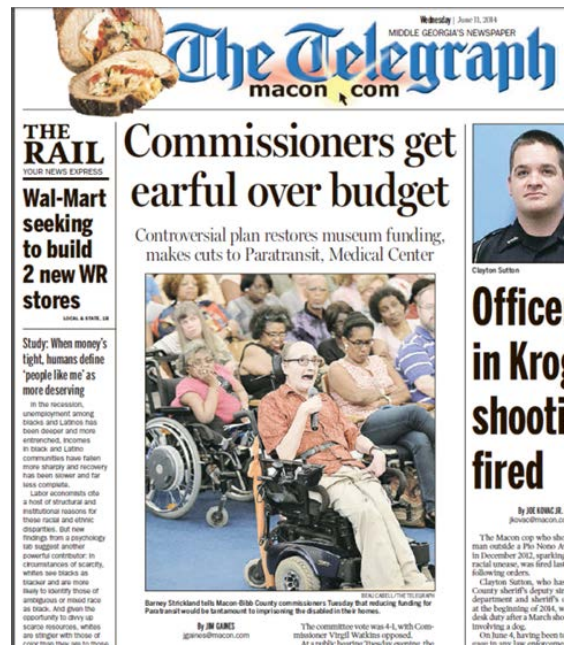 Wednesday | June 11, 2014
MIDDLE GEORGIA'S NEWSPAPER
The Telegraph
macon com
THE
RAIL
YOUR NEWS EXPRESS
Wal-Mart
seeking
to build
2 new WR
stores
LOCAL & STATE, 1B
Study: When money's
tight, humans define
'people like me' as
more deserving
In the recession,
unemployment among
blacks and Latinos has
been deeper and more
entrenched. Incomes
in black and Latino
communities have fallen
more sharply and recovery
has been slower and far
less complete.
Labor economists cite
a host of structural and
institutional reasons for
these racial and ethnic
disparities. But new
findings from a psychology
lab suggest another
powerful contributor: In
circumstances of scarcity,
whites see blacks as
blacker and are more
likely to identify those of
ambiguous or mixed race
as black. And given the
opportunity to divvy up
scarce resources, whites
are stingier with those of
color than they are to those
Commissioners get
earful over budget
Controversial plan restores museum funding,
makes cuts to Paratransit, Medical Center
BEAU CABELL/THE TELEGRAPH
Barney Strickland tells Macon-Bibb County commissioners Tuesday that reducing funding for
Paratransit would be tantamount to imprisoning the disabled in their homes.
By JIM GAINES
jgaines@macon.com
The committee vote was 4-1, with Com-
missioner Virgil Watkins opposed.
At a public hearing Tuesday evening, the
Clayton Sutton
Office
in Krog
shooti
fired
By JOE KOVAC JR.
jkovac@macon.co
The Macon cop who sho
man outside a Pio Nono A
in December 2012, sparking
racial unease, was fired last
following orders.
Clayton Sutton, who has
County sheriff's deputy sin
department and sheriff's o
at the beginning of 2014, w
desk duty after a March sho
involving a dog.
On June 4, having been to